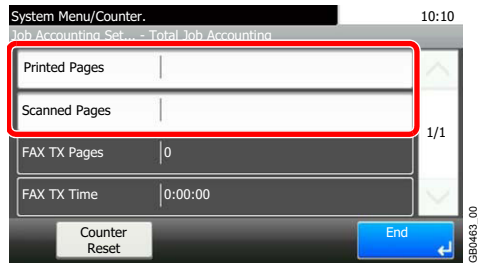 System Menu/Counter.
10:10
Job Accounting Set... - Total Job Accounting
Printed Pages
Scanned Pages
1/1
FAX TX Pages 0
FAX TX Time 0:00:00
Counter
Reset
End
GB0463_00